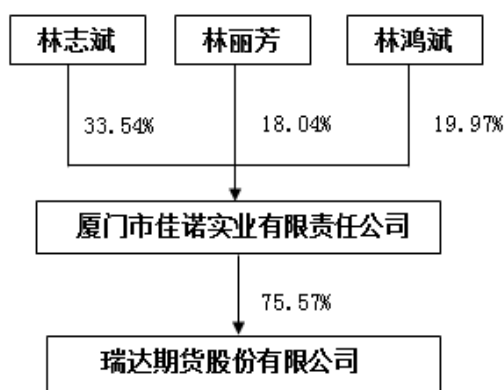 林志斌 林丽芳 林鸿斌
33.54% 18.04% 19.97%
厦门市佳诺实业有限责任公司
75.57%
瑞达期货股份有限公司